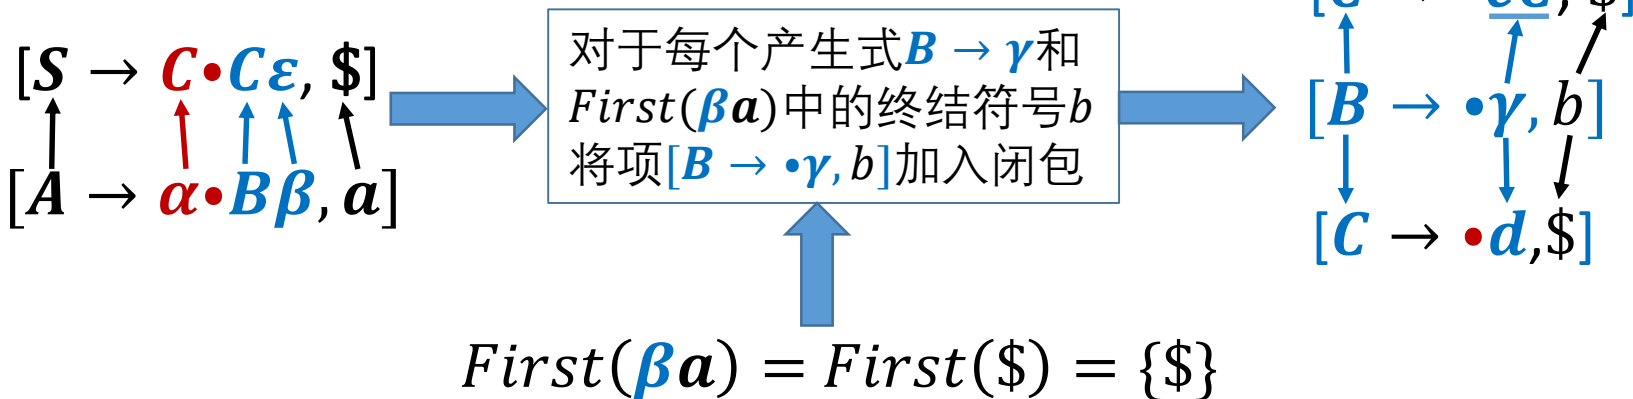 [S → C•Cε, $]
[A → α•Bβ, a]
对于每个产生式B → γ和
First(βa)中的终结符号b
将项[B → •γ, b]加入闭包
[B → •γ, b]
[C → •d,$]
First(βa) = First($) = {$}